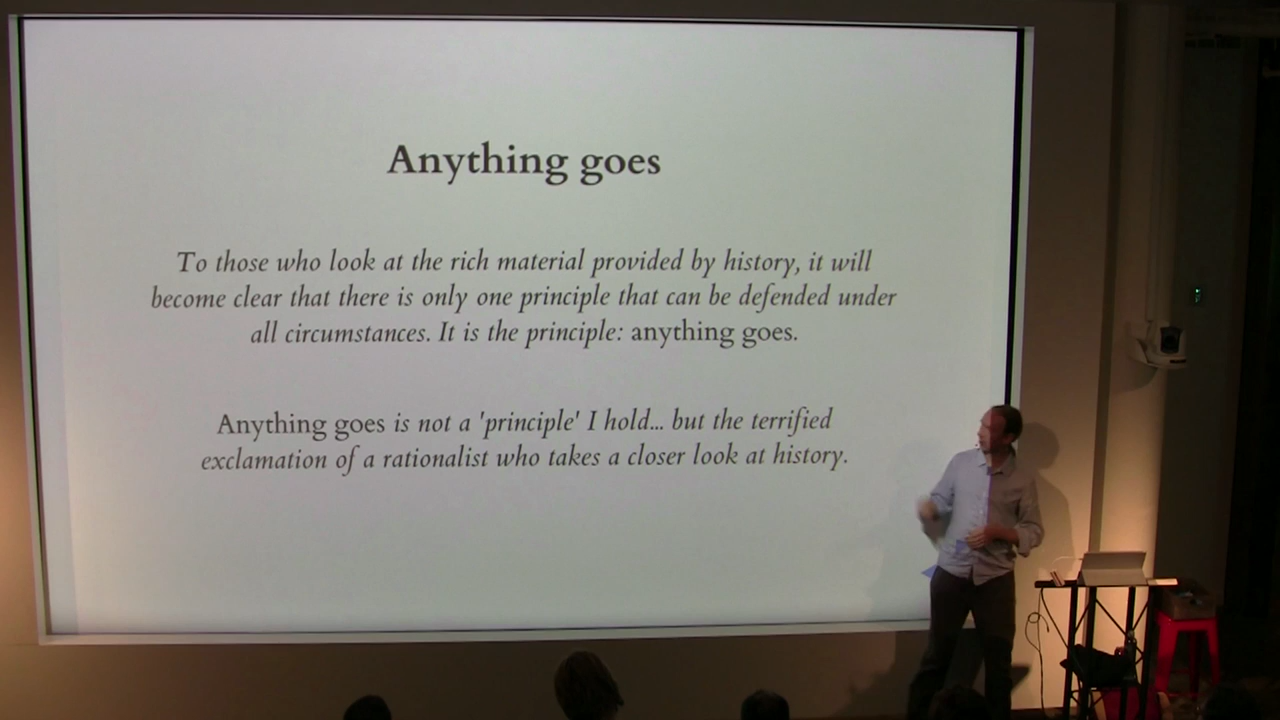 Anything goes
To those who look at the rich material provided by history, it will
become clear that there is only one principle that can be defended under
all circumstances. It is the principle: anything goes.
Anything goes is not a 'principle' I hold... but the terrified
exclamation of a rationalist who takes a closer look at history.